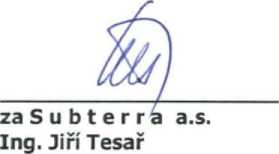 za Subterra a.s.
Ing. Jiří Tesař